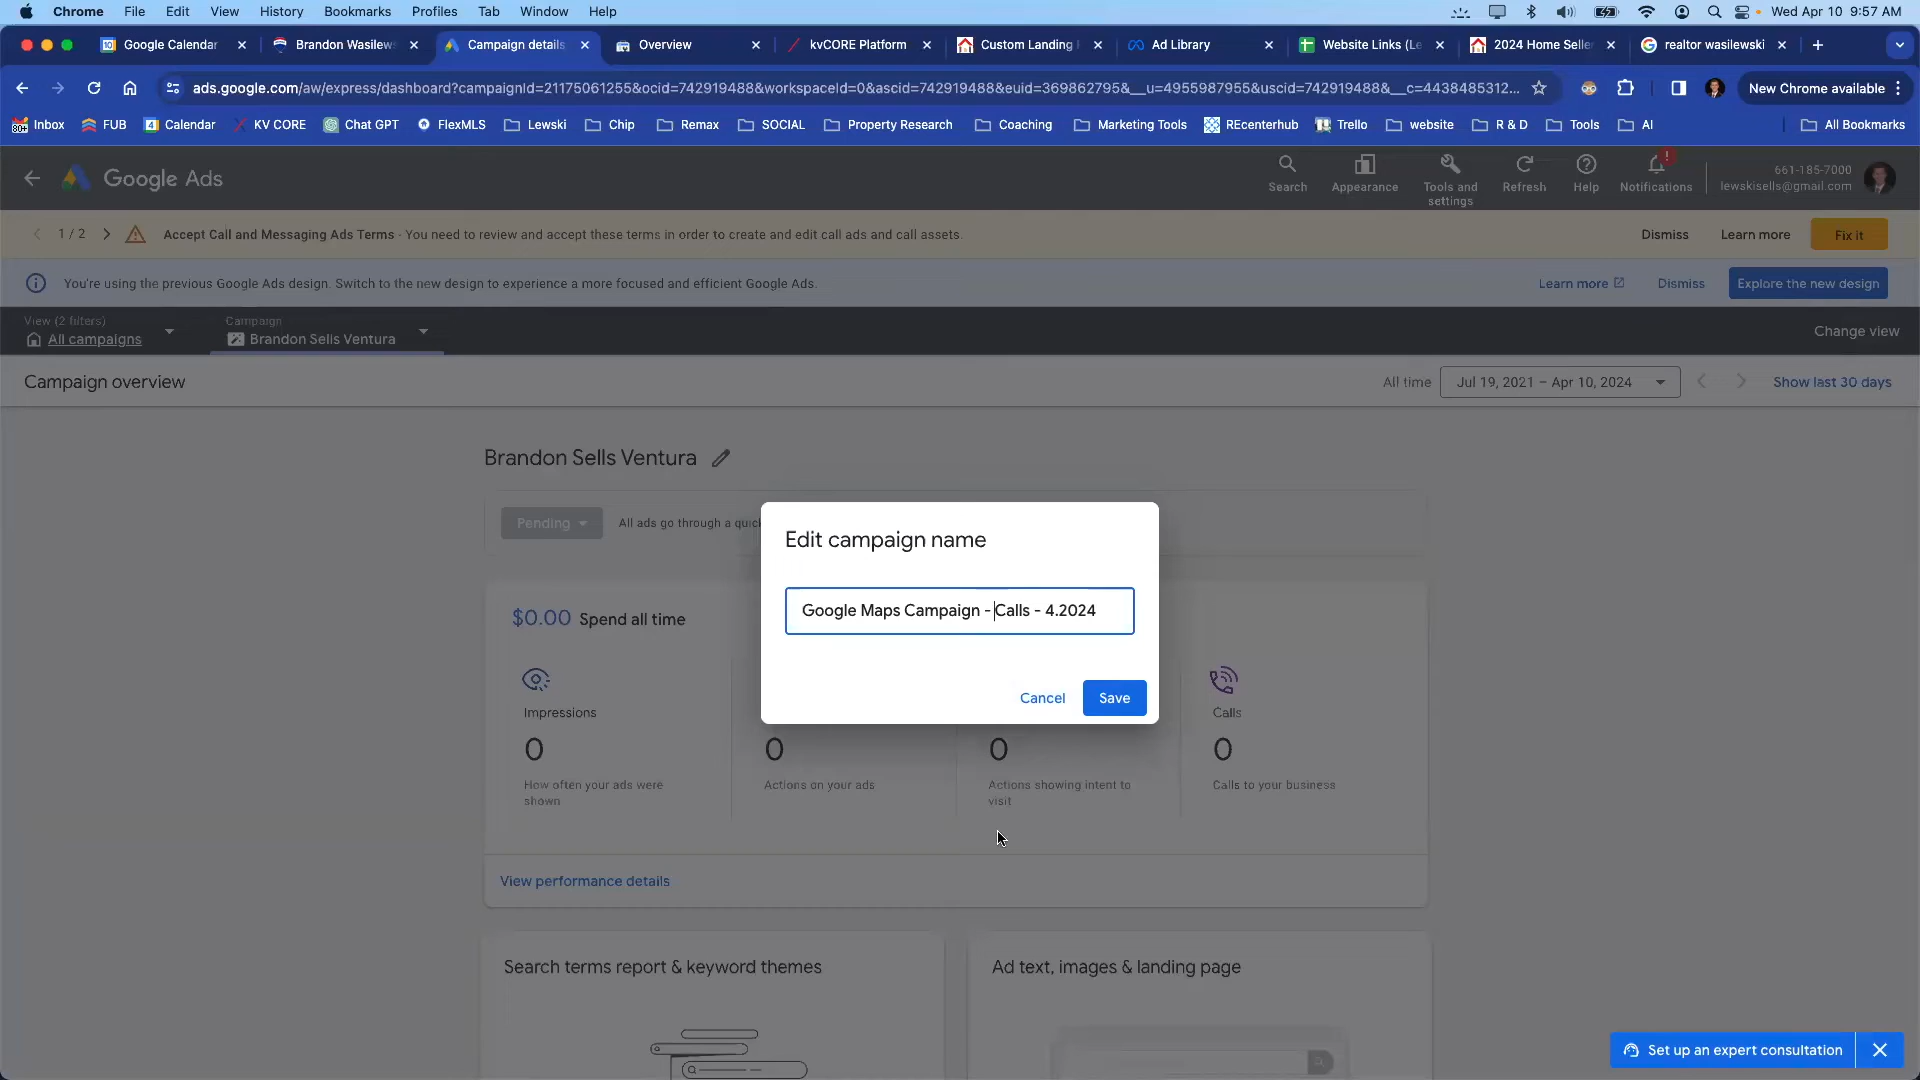 Chrome File Edit View History Bookmarks Profiles Tab Window Help Wed Apr 10 9:57 AM
Google Calendar Brandon Wasilews Campaign details Overview kvCORE Platform Custom Landing Ad Library Website Links (Le 2024 Home Selle realtor wasilewski
ads.google.com/aw/express/dashboard?campaignId=21175061255&ocid=742919488&workspaceId=0&ascid=742919488&euid=369862795&__u=4955987955&uscid=742919488&__c=4438485312... New Chrome available
80+ Inbox FUB Calendar KV CORE Chat GPT FlexMLS Lewski Chip Remax SOCIAL Property Research Coaching Marketing Tools REcenterhub Trello website R & D Tools AI All Bookmarks
Google Ads Search Appearance Tools and settings Refresh Help Notifications
661-185-7000
lewskisells@gmail.com
1 / 2 Accept Call and Messaging Ads Terms - You need to review and accept these terms in order to create and edit call ads and call assets. Dismiss Learn more Fix it
You're using the previous Google Ads design. Switch to the new design to experience a more focused and efficient Google Ads. Learn more Dismiss Explore the new design
View (2 filters) Campaign
All campaigns Brandon Sells Ventura Change view
Campaign overview All time Jul 19, 2021 – Apr 10, 2024 Show last 30 days
Brandon Sells Ventura
Pending All ads go through a quick
Edit campaign name
Google Maps Campaign - Calls - 4.2024
Cancel Save
$0.00 Spend all time
Impressions Calls
0 0 0 0
How often your ads were shown Actions on your ads Actions showing intent to visit Calls to your business
View performance details
Search terms report & keyword themes Ad text, images & landing page
Set up an expert consultation